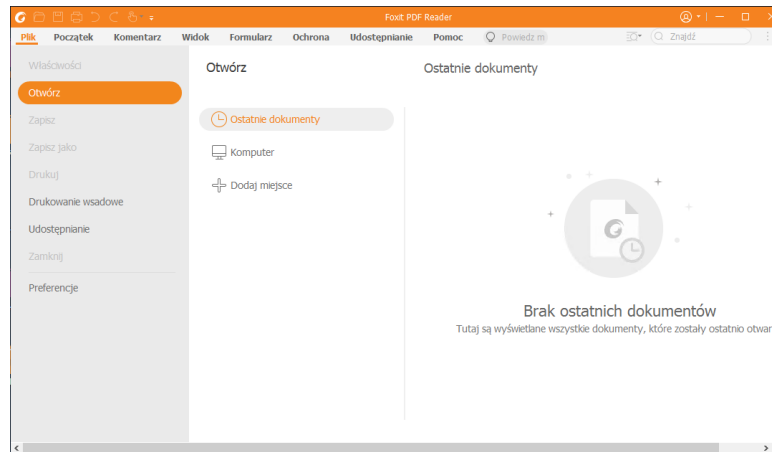 Foxit PDF Reader
Plik Początek Komentarz Widok Formularz Ochrona Udostępnianie Pomoc Powiedz m Znajdź
Właściwości
Otwórz
Zapisz
Zapisz jako
Drukuj
Drukowanie wsadowe
Udostępnianie
Zamknij
Preferencje
Otwórz
Ostatnie dokumenty
Komputer
Dodaj miejsce
Ostatnie dokumenty
Brak ostatnich dokumentów
Tutaj są wyświetlane wszystkie dokumenty, które zostały ostatnio otwar